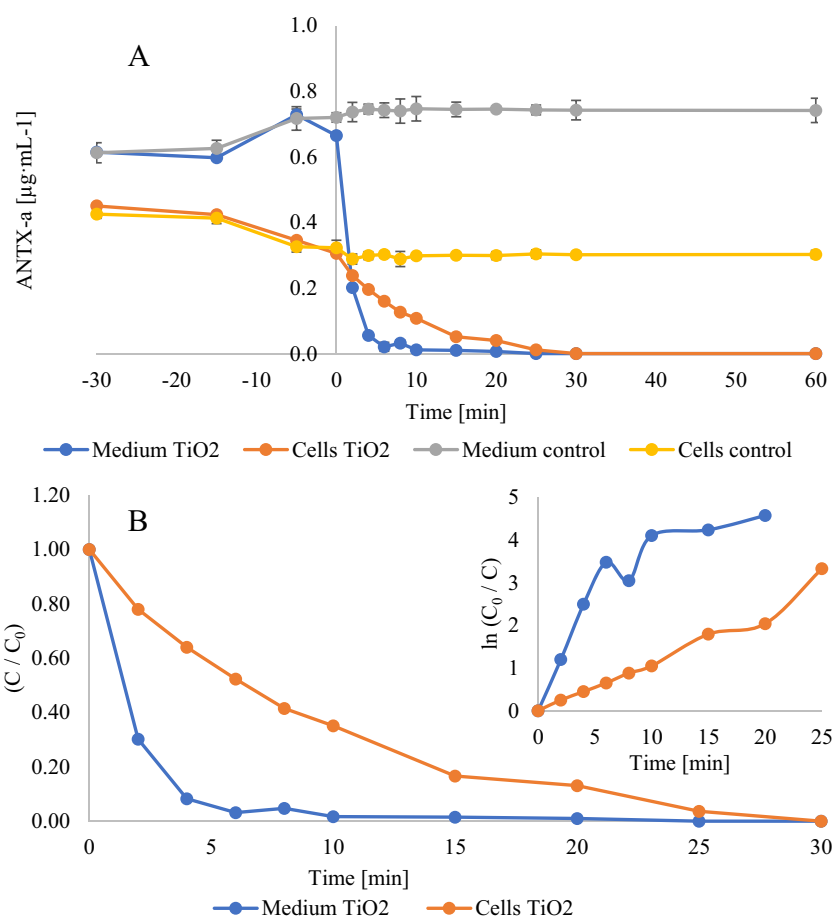 A
ANTX-a [µg·mL-1]
1.0
0.8
0.6
0.4
0.2
0.0
-30 -20 -10 0 10 20 30 40 50 60
Time [min]
Medium TiO2 Cells TiO2 Medium control Cells control
B
(C / C₀)
1.20
1.00
0.80
0.60
0.40
0.20
0.00
0 5 10 15 20 25 30
Time [min]
ln (C₀ / C)
5
4
3
2
1
0
0 5 10 15 20 25
Time [min]
Medium TiO2 Cells TiO2